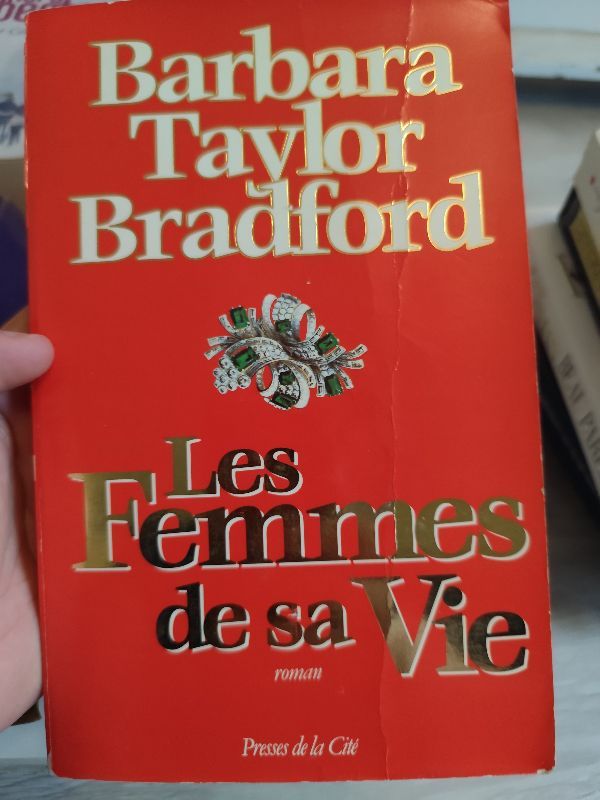 Barbara
Taylor
Bradford
Les
Femmes
de sa Vie
roman
Presses de la Cité